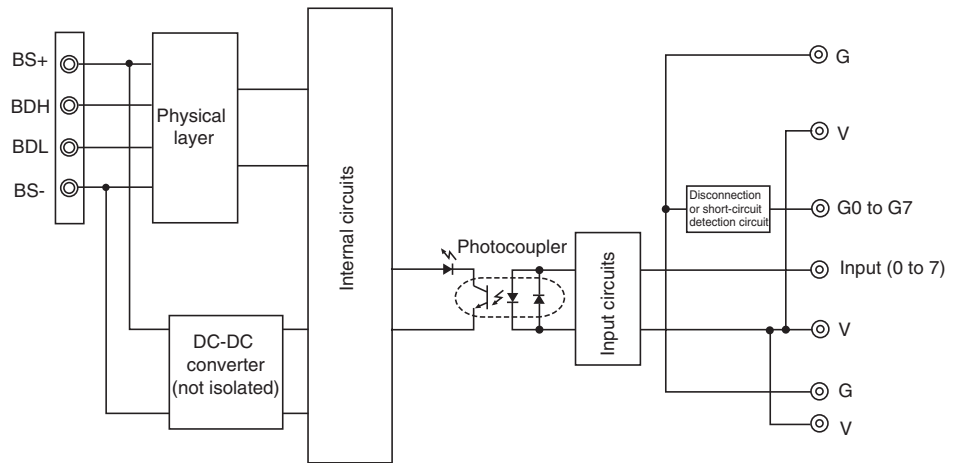 BS+
BDH
BDL
BS-
Physical
layer
DC-DC
converter
(not isolated)
Internal circuits
Photocoupler
Input circuits
Disconnection
or short-circuit
detection circuit
G
V
G0 to G7
Input (0 to 7)
V
G
V